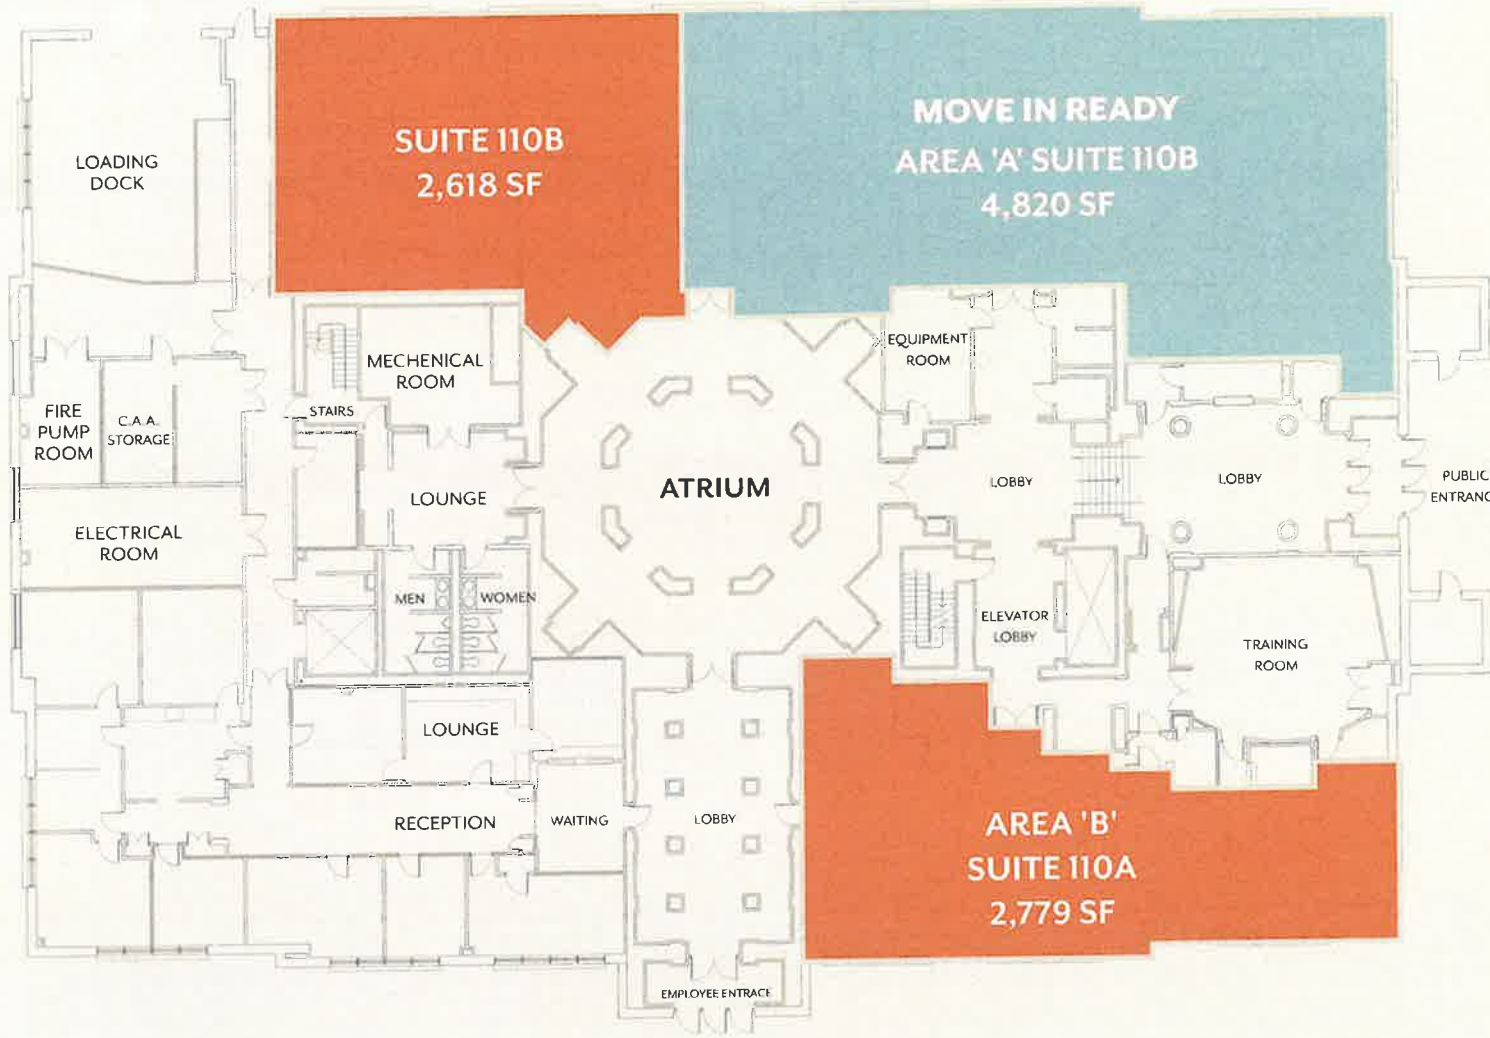 SUITE 110B
2,618 SF
MOVE IN READY
AREA 'A' SUITE 110B
4,820 SF
LOADING
DOCK
MECHENICAL
ROOM
EQUIPMENT
ROOM
STAIRS
FIRE
PUMP
ROOM
C.A.A.
STORAGE
LOUNGE
ATRIUM
LOBBY
LOBBY
PUBLIC
ENTRANC
ELECTRICAL
ROOM
MEN
WOMEN
ELEVATOR
LOBBY
TRAINING
ROOM
LOUNGE
RECEPTION
WAITING
LOBBY
AREA 'B'
SUITE 110A
2,779 SF
EMPLOYEE ENTRACE